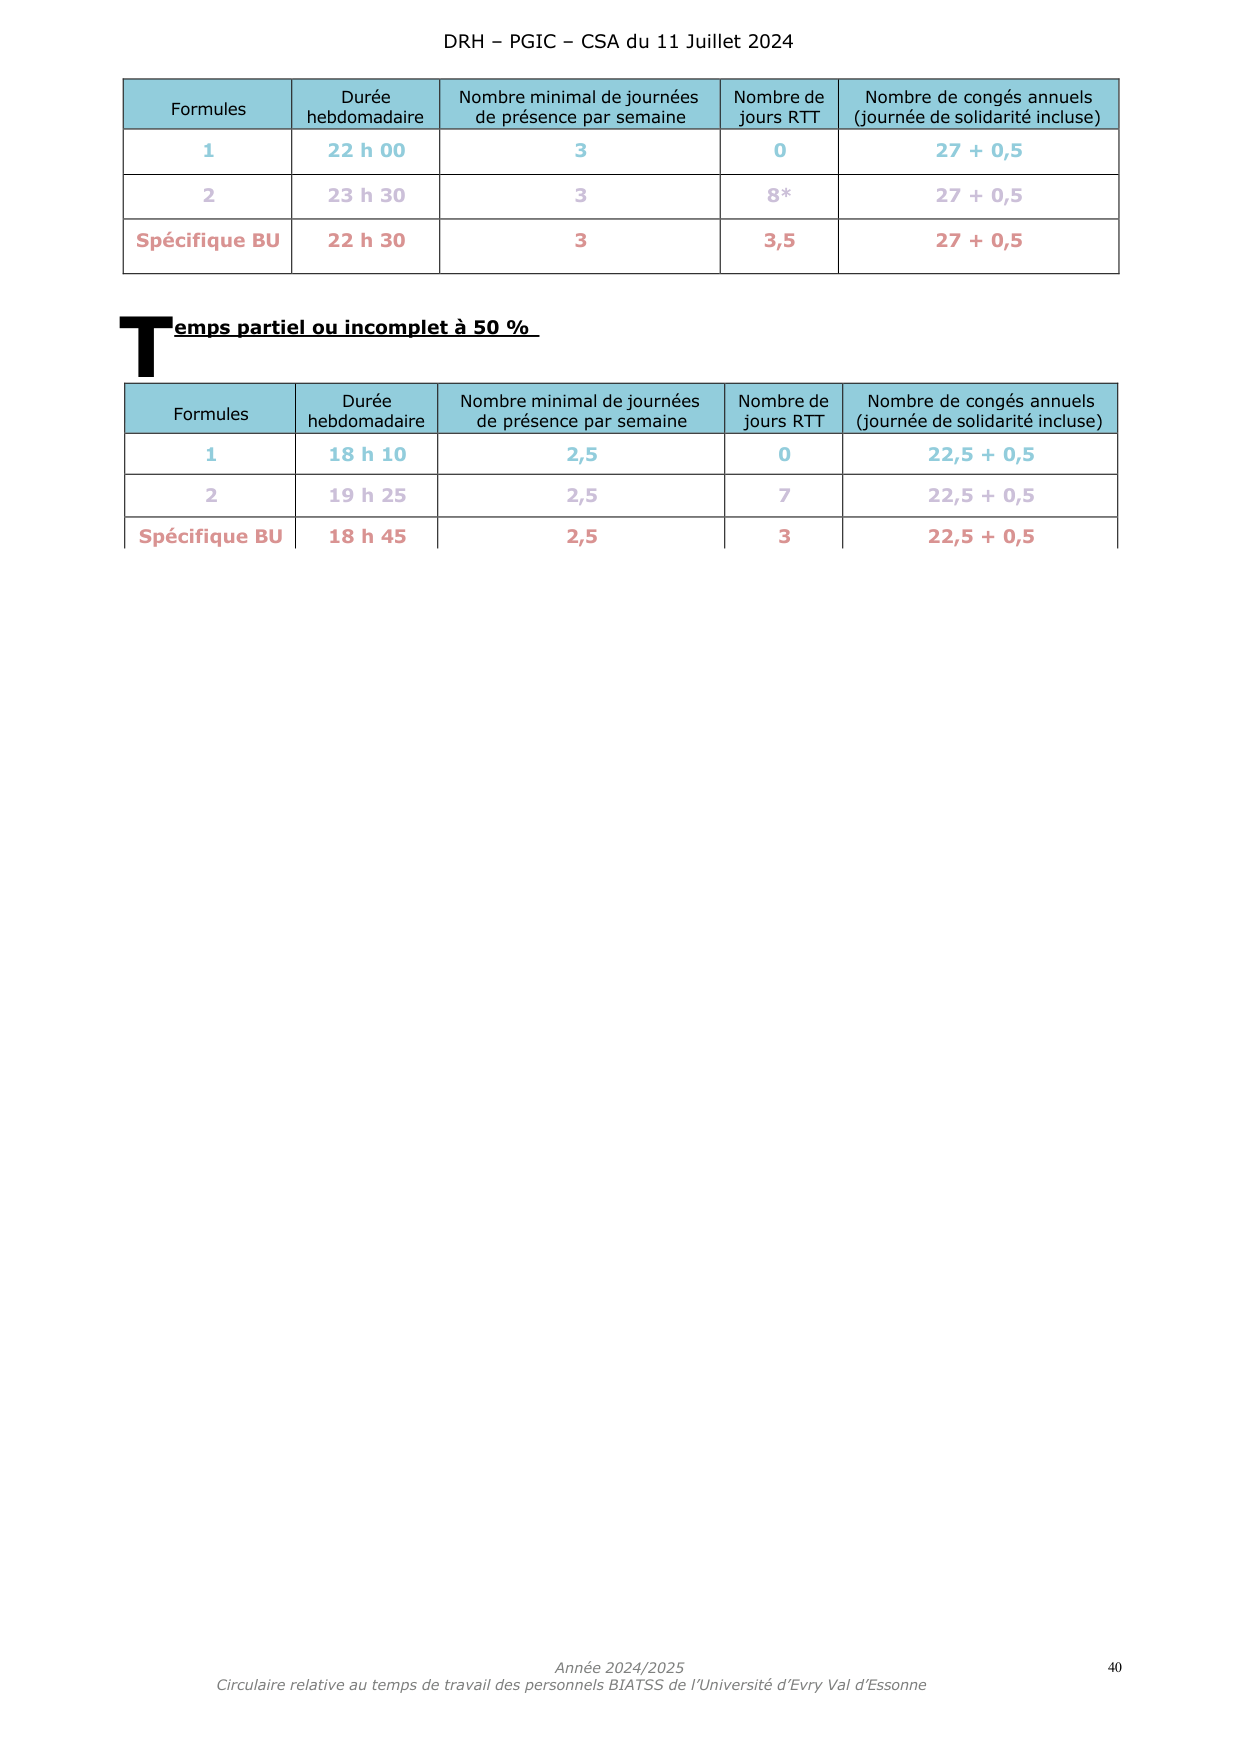 DRH – PGIC – CSA du 11 Juillet 2024
Formules
Durée
hebdomadaire
Nombre minimal de journées
de présence par semaine
Nombre de
jours RTT
Nombre de congés annuels
(journée de solidarité incluse)
1 22 h 00 3 0 27 + 0,5
2 23 h 30 3 8* 27 + 0,5
Spécifique BU 22 h 30 3 3,5 27 + 0,5
Temps partiel ou incomplet à 50 %
Formules
Durée
hebdomadaire
Nombre minimal de journées
de présence par semaine
Nombre de
jours RTT
Nombre de congés annuels
(journée de solidarité incluse)
1 18 h 10 2,5 0 22,5 + 0,5
2 19 h 25 2,5 7 22,5 + 0,5
Spécifique BU 18 h 45 2,5 3 22,5 + 0,5
Année 2024/2025 40
Circulaire relative au temps de travail des personnels BIATSS de l’Université d’Evry Val d’Essonne